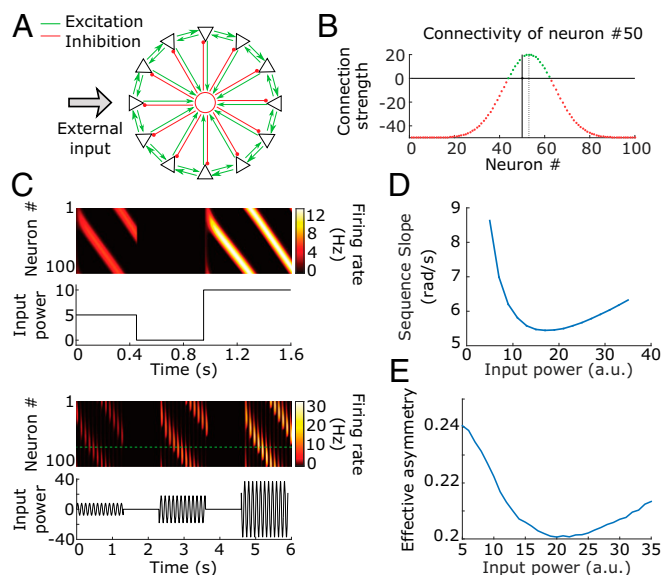 A
Excitation
Inhibition
External
input
B
Connectivity of neuron #50
Connection
strength
20
0
-20
-40
0 20 40 60 80 100
Neuron #
C
Neuron #
1
100
12
8
4
0
Firing rate
(Hz)
Input
power
10
5
0
0 0.4 0.8 1.2 1.6
Time (s)
Neuron #
1
100
30
20
10
0
Firing rate
(Hz)
Input
power
40
0
-40
0 1 2 3 4 5 6
Time (s)
D
Sequence Slope
(rad/s)
9
8
7
6
5
0 10 20 30 40
Input power (a.u.)
E
Effective asymmetry
0.24
0.22
0.2
5 10 15 20 25 30 35
Input power (a.u.)